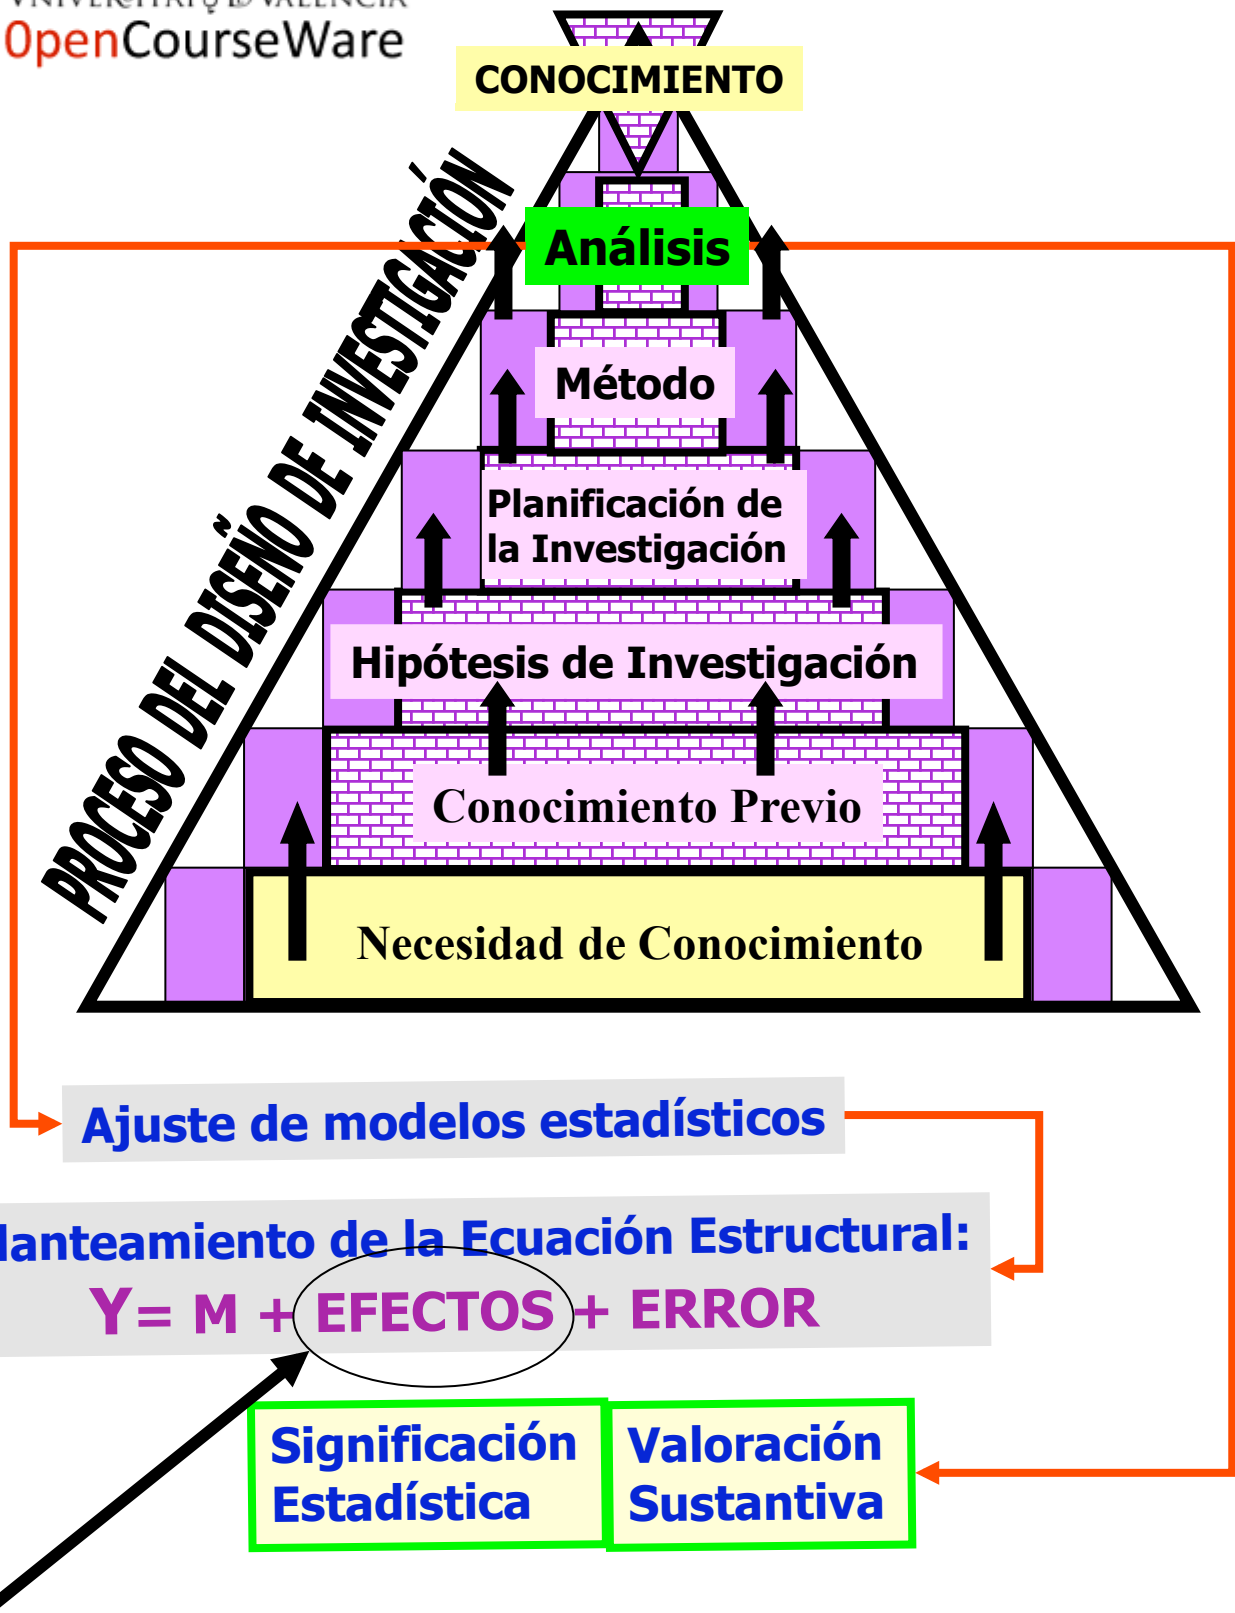 OpenCourseWare
CONOCIMIENTO
PROCESO DEL DISEÑO DE INVESTIGACIÓN
Análisis
Método
Planificación de
la Investigación
Hipótesis de Investigación
Conocimiento Previo
Necesidad de Conocimiento
Ajuste de modelos estadísticos
lanteamiento de la Ecuación Estructural:
Y= M + EFECTOS + ERROR
Significación
Estadística
Valoración
Sustantiva